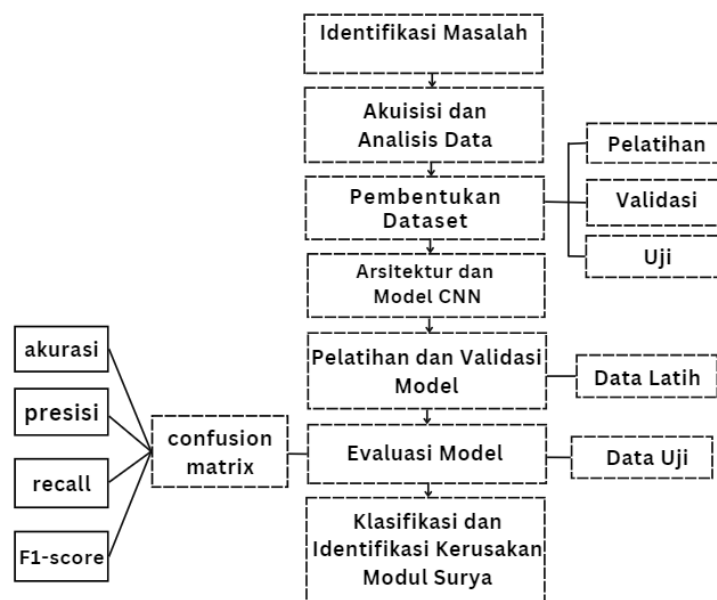 Identifikasi Masalah
Akuisisi dan
Analisis Data
Pelatihan
Pembentukan
Dataset
Validasi
Uji
Arsitektur dan
Model CNN
akurasi
Pelatihan dan Validasi
Model
Data Latih
presisi
confusion
matrix
Evaluasi Model
Data Uji
recall
Klasifikasi dan
Identifikasi Kerusakan
Modul Surya
F1-score